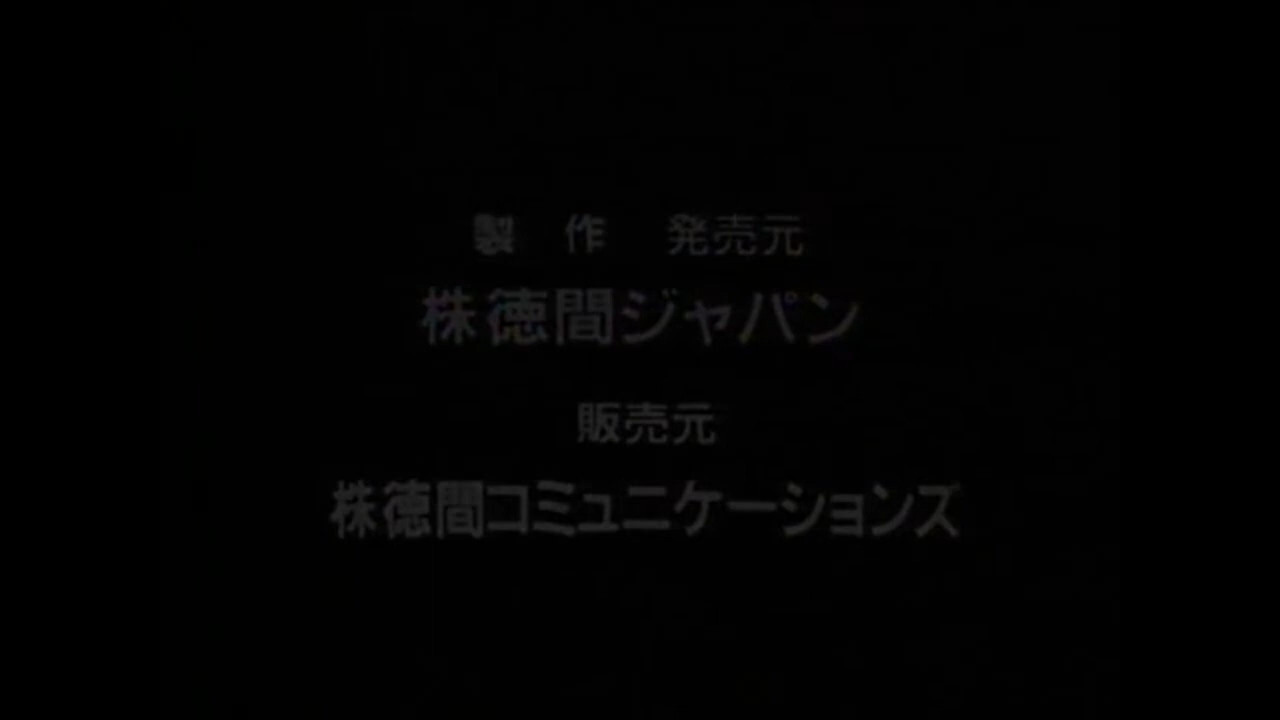 製 作 発売元
株徳間ジャパン
販売元
株徳間コミュニケーションズ